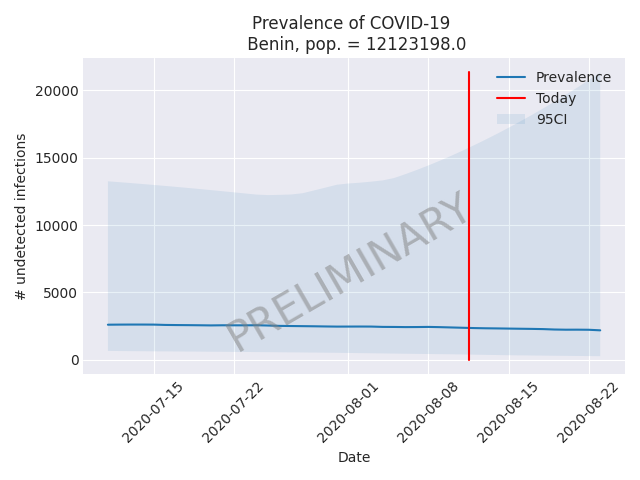 Prevalence of COVID-19
Benin, pop. = 12123198.0
Prevalence
Today
95CI
20000
15000
10000
5000
0
# undetected infections
PRELIMINARY
2020-07-15
2020-07-22
2020-08-01
2020-08-08
2020-08-15
2020-08-22
Date